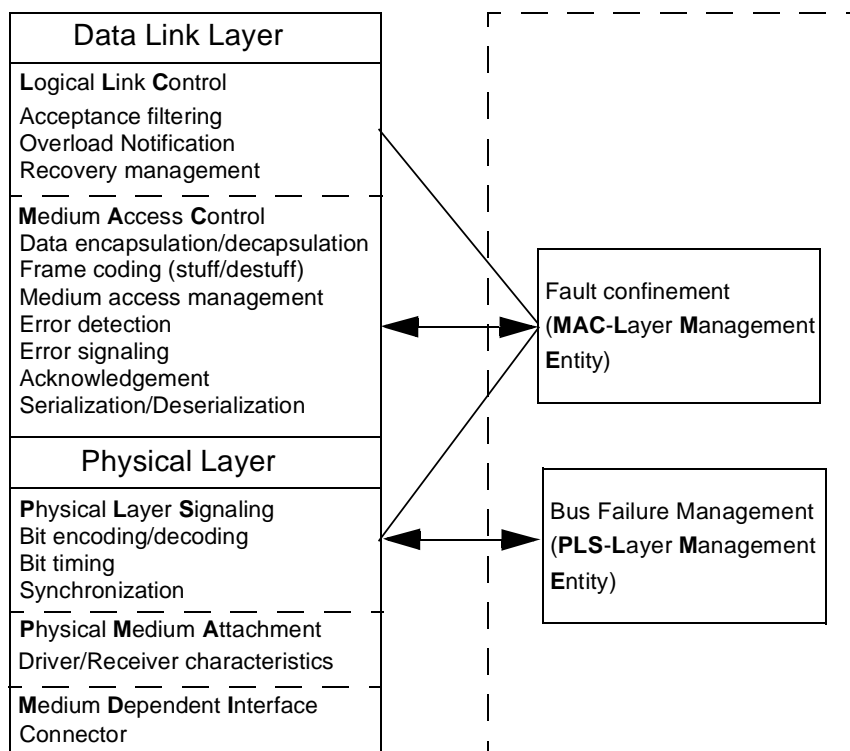 Data Link Layer
Logical Link Control
Acceptance filtering
Overload Notification
Recovery management
Medium Access Control
Data encapsulation/decapsulation
Frame coding (stuff/destuff)
Medium access management
Error detection
Error signaling
Acknowledgement
Serialization/Deserialization
Physical Layer
Physical Layer Signaling
Bit encoding/decoding
Bit timing
Synchronization
Physical Medium Attachment
Driver/Receiver characteristics
Medium Dependent Interface
Connector
Fault confinement
(MAC-Layer Management
Entity)
Bus Failure Management
(PLS-Layer Management
Entity)